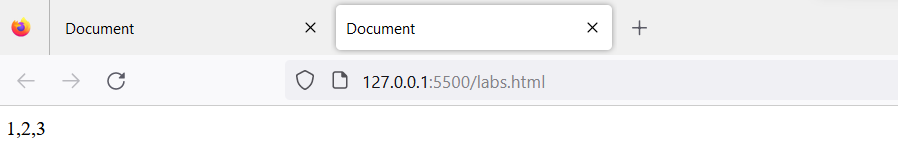 Document
Document
127.0.0.1:5500/labs.html
1,2,3